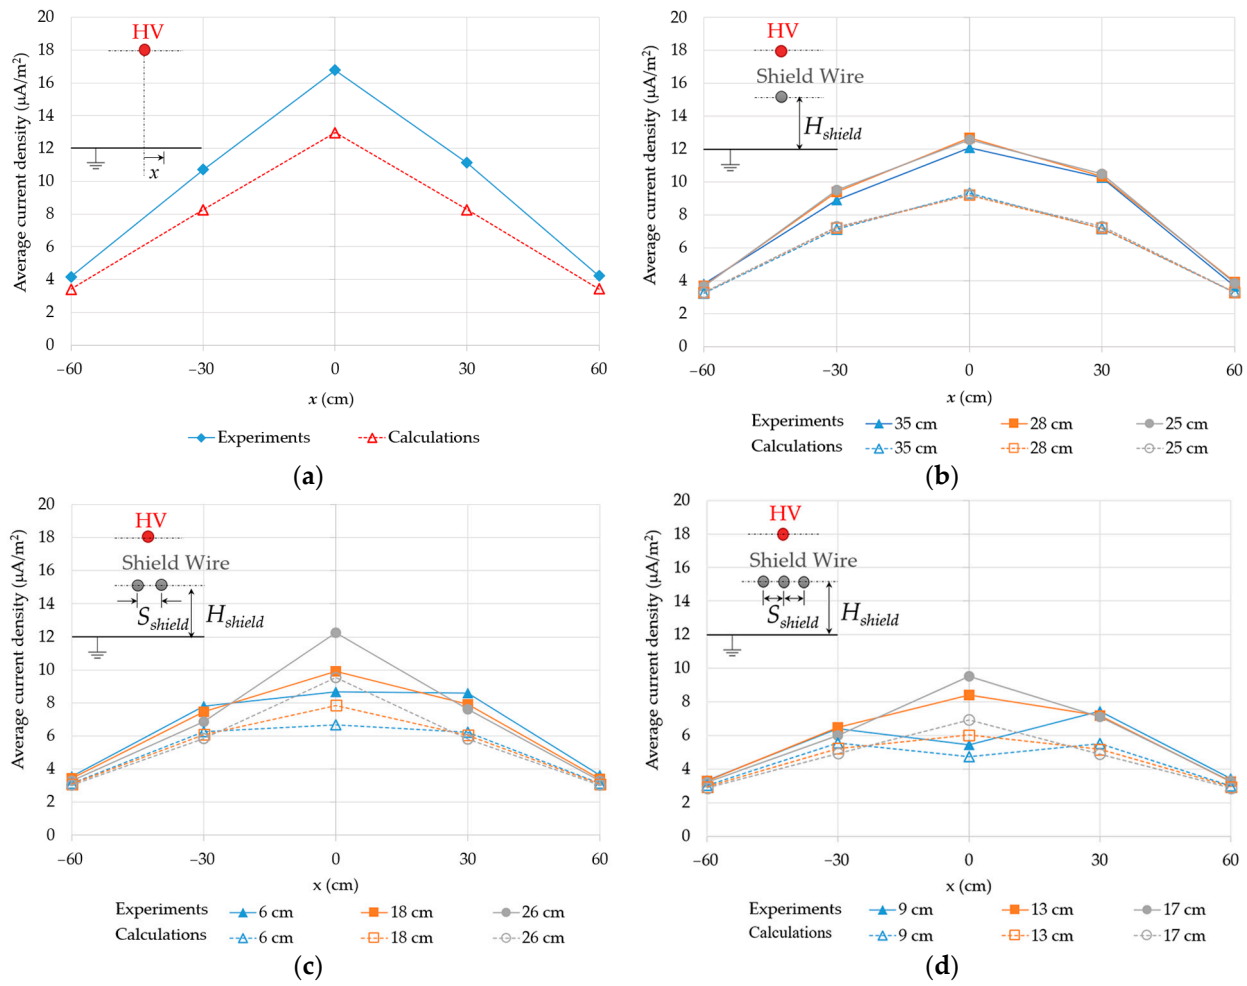 20
18
16
14
12
10
8
6
4
2
0
Average current density (μA/m²)
HV
x
−60
−30
0
30
60
x (cm)
Experiments
Calculations
(a)
20
18
16
14
12
10
8
6
4
2
0
Average current density (μA/m²)
HV
Shield Wire
Hshield
−60
−30
0
30
60
x (cm)
Experiments 35 cm 28 cm 25 cm
Calculations 35 cm 28 cm 25 cm
(b)
20
18
16
14
12
10
8
6
4
2
0
Average current density (μA/m²)
HV
Shield Wire
Sshield
Hshield
−60
−30
0
30
60
x (cm)
Experiments 6 cm 18 cm 26 cm
Calculations 6 cm 18 cm 26 cm
(c)
20
18
16
14
12
10
8
6
4
2
0
Average current density (μA/m²)
HV
Shield Wire
Sshield
Hshield
−60
−30
0
30
60
x (cm)
Experiments 9 cm 13 cm 17 cm
Calculations 9 cm 13 cm 17 cm
(d)